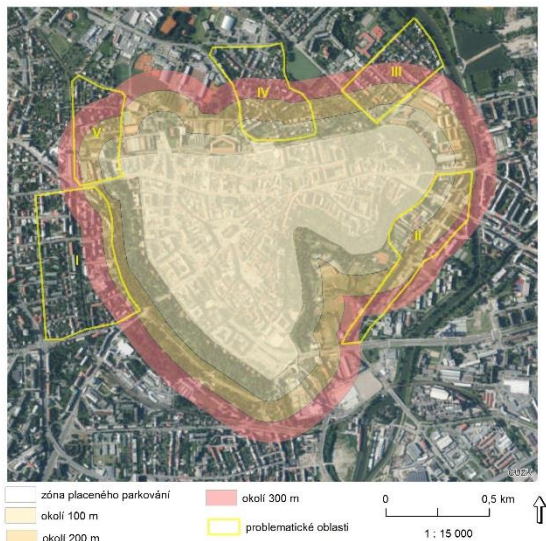 III
IV
V
II
I
ČÚZK
zóna placeného parkování
okolí 100 m
okolí 200 m
okolí 300 m
problematické oblasti
0 0,5 km
1 : 15 000